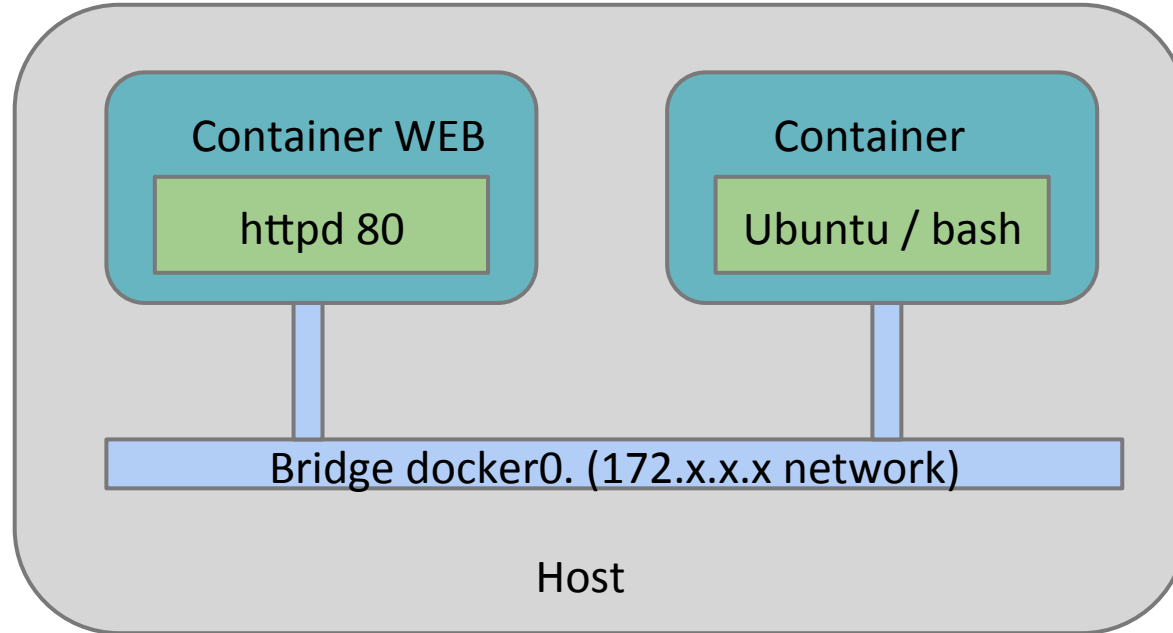 Container WEB
httpd 80
Container
Ubuntu / bash
Bridge docker0. (172.x.x.x network)
Host